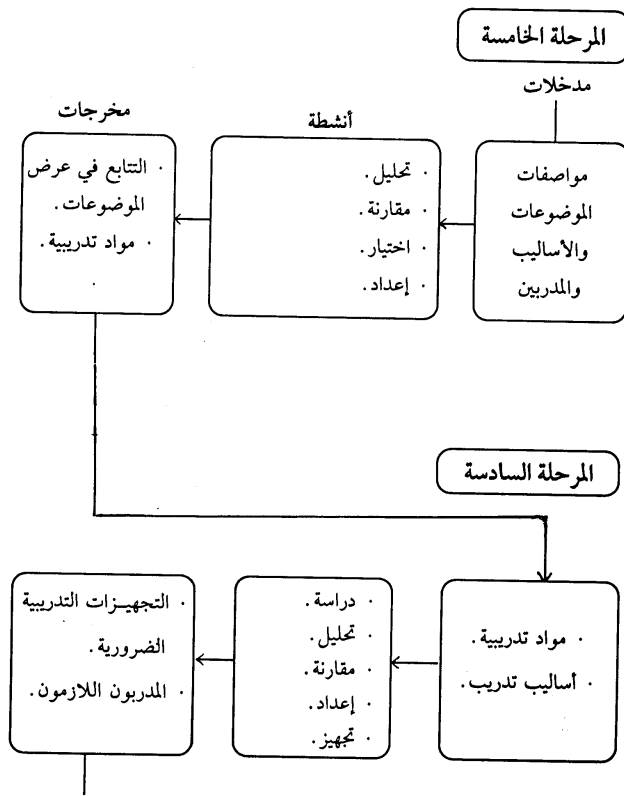 المرحلة الخامسة
مدخلات
مواصفات
الموضوعات
والأساليب
والمدربين
أنشطة
· تحليل.
· مقارنة.
· اختيار.
· إعداد.
مخرجات
· التتابع في عرض
الموضوعات.
· مواد تدريبية.
·
المرحلة السادسة
· مواد تدريبية.
· أساليب تدريب.
· دراسة.
· تحليل.
· مقارنة.
· إعداد.
· تجهيز.
· التجهيزات التدريبية
الضرورية.
· المدربون اللازمون.